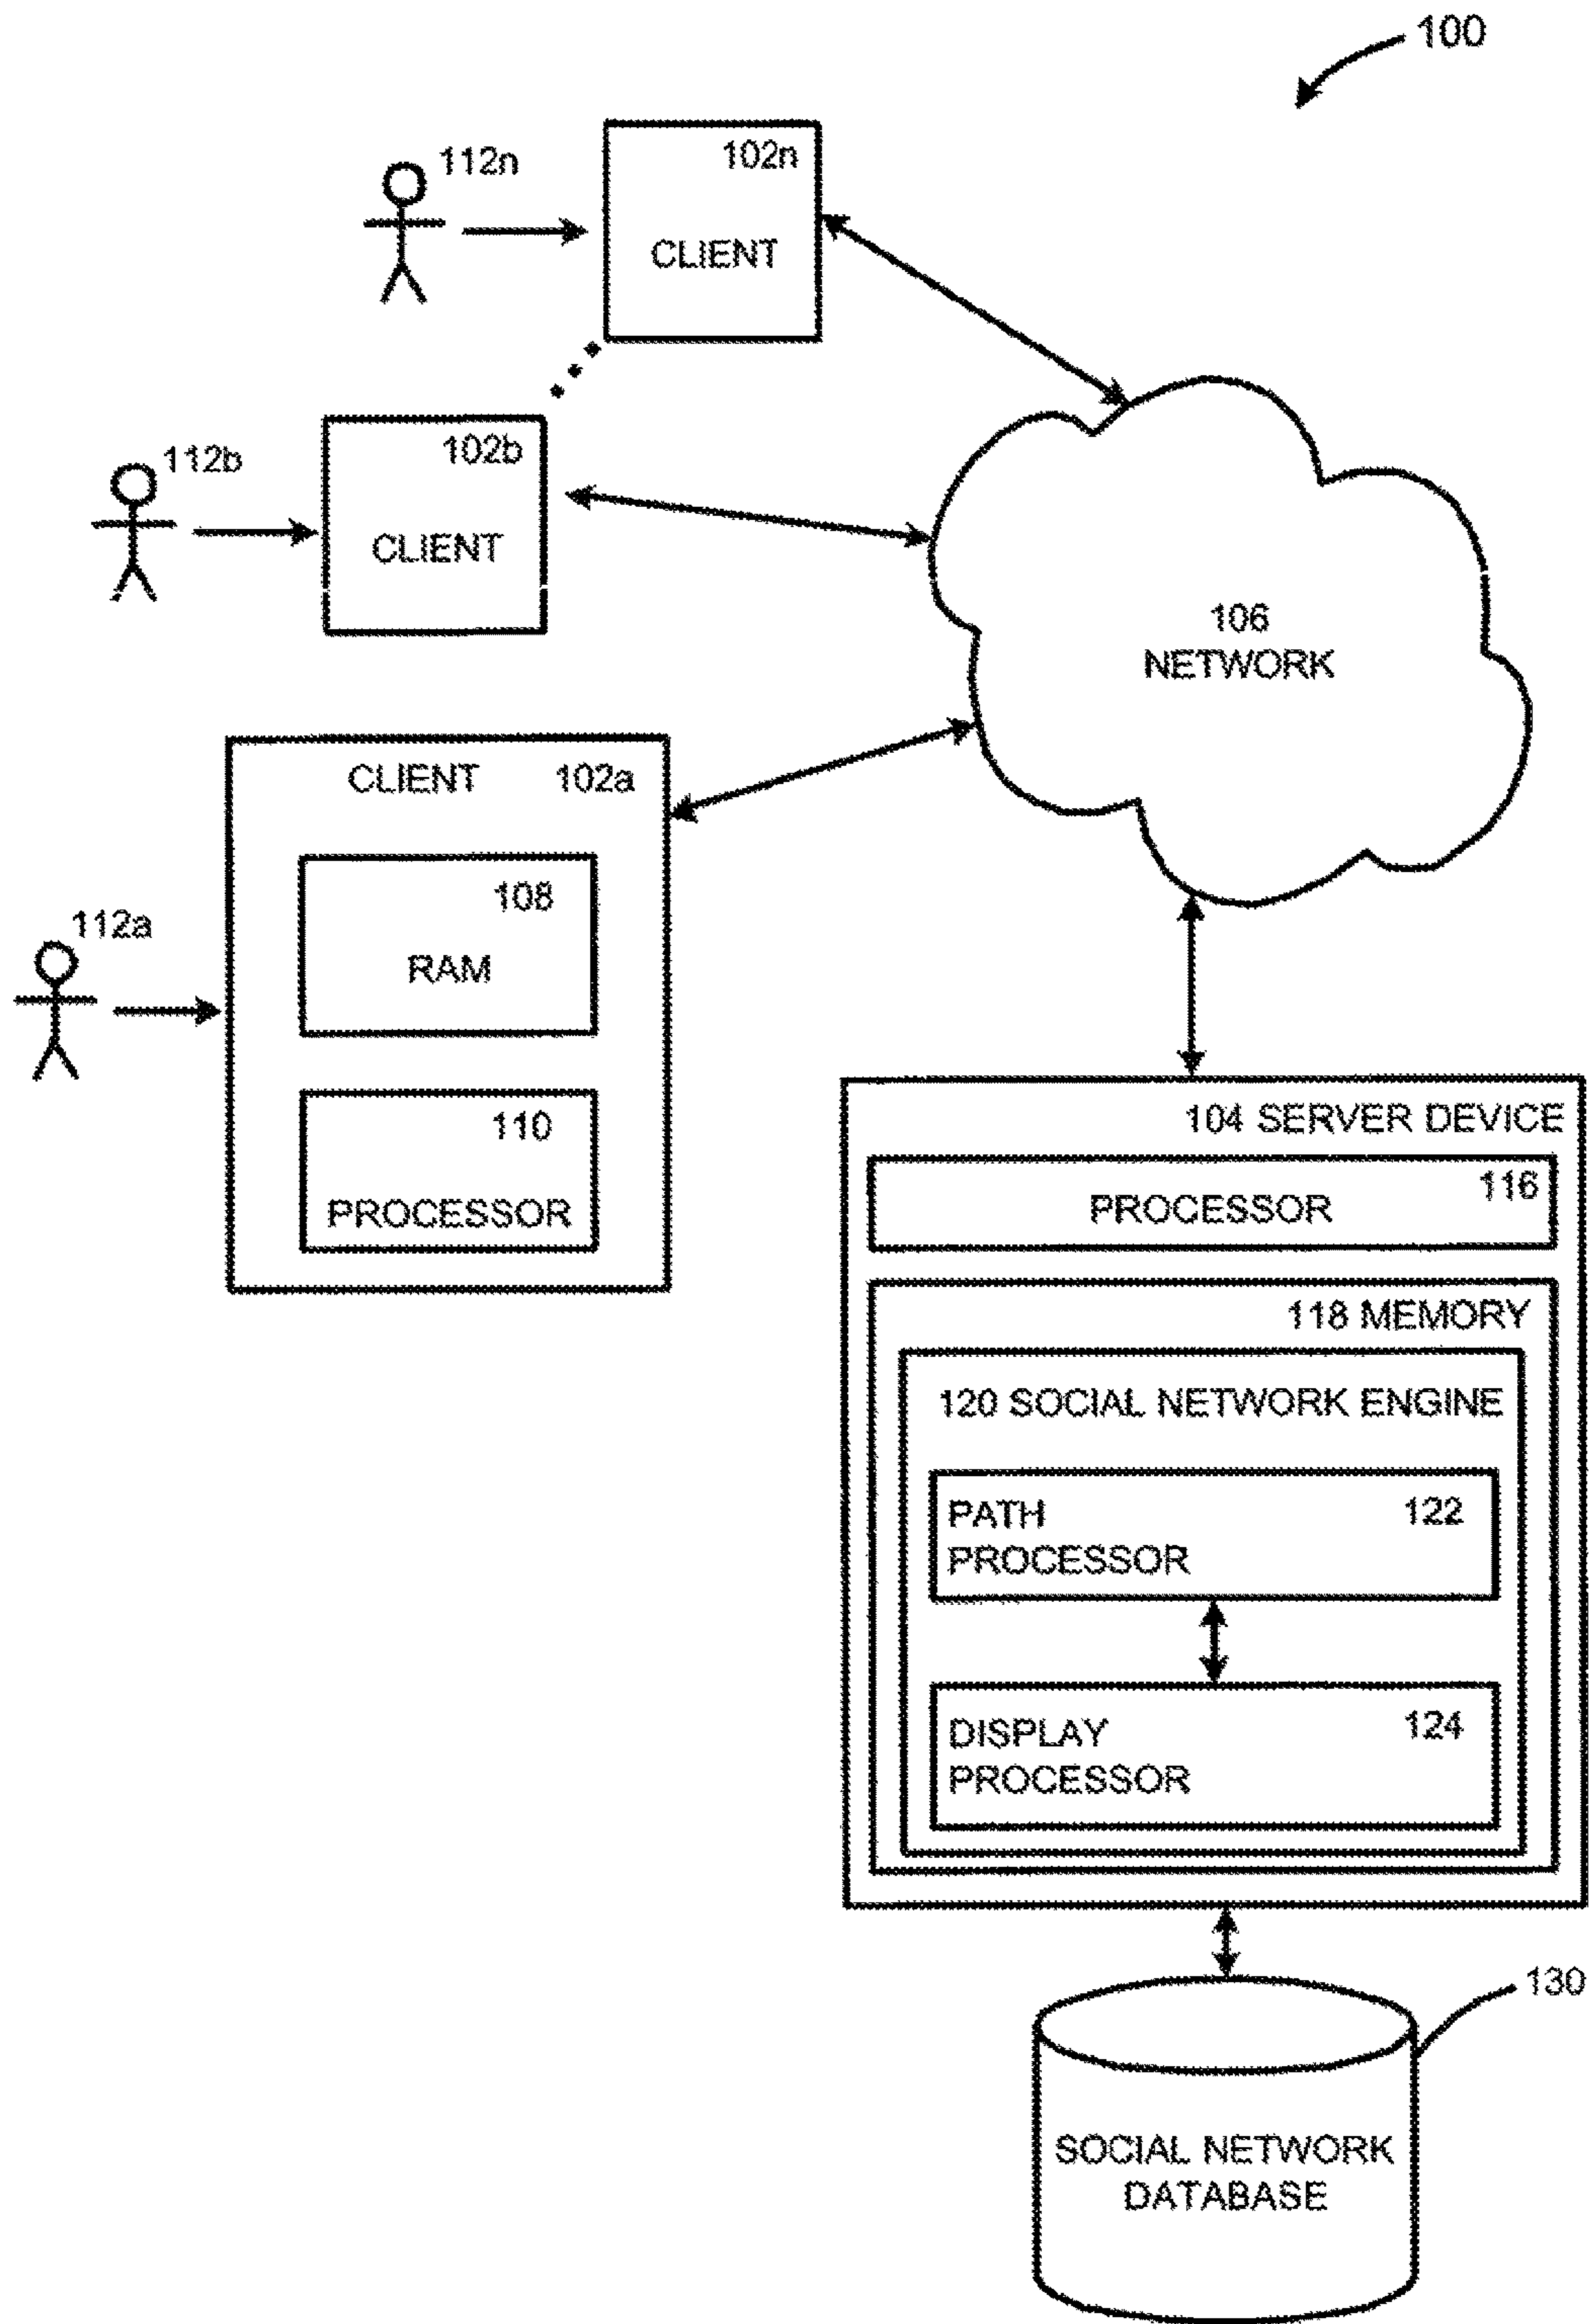 100
112n
102n
CLIENT
112b
102b
CLIENT
106
NETWORK
CLIENT 102a
108
RAM
112a
110
PROCESSOR
104 SERVER DEVICE
116
PROCESSOR
118 MEMORY
120 SOCIAL NETWORK ENGINE
PATH 122
PROCESSOR
DISPLAY 124
PROCESSOR
130
SOCIAL NETWORK
DATABASE